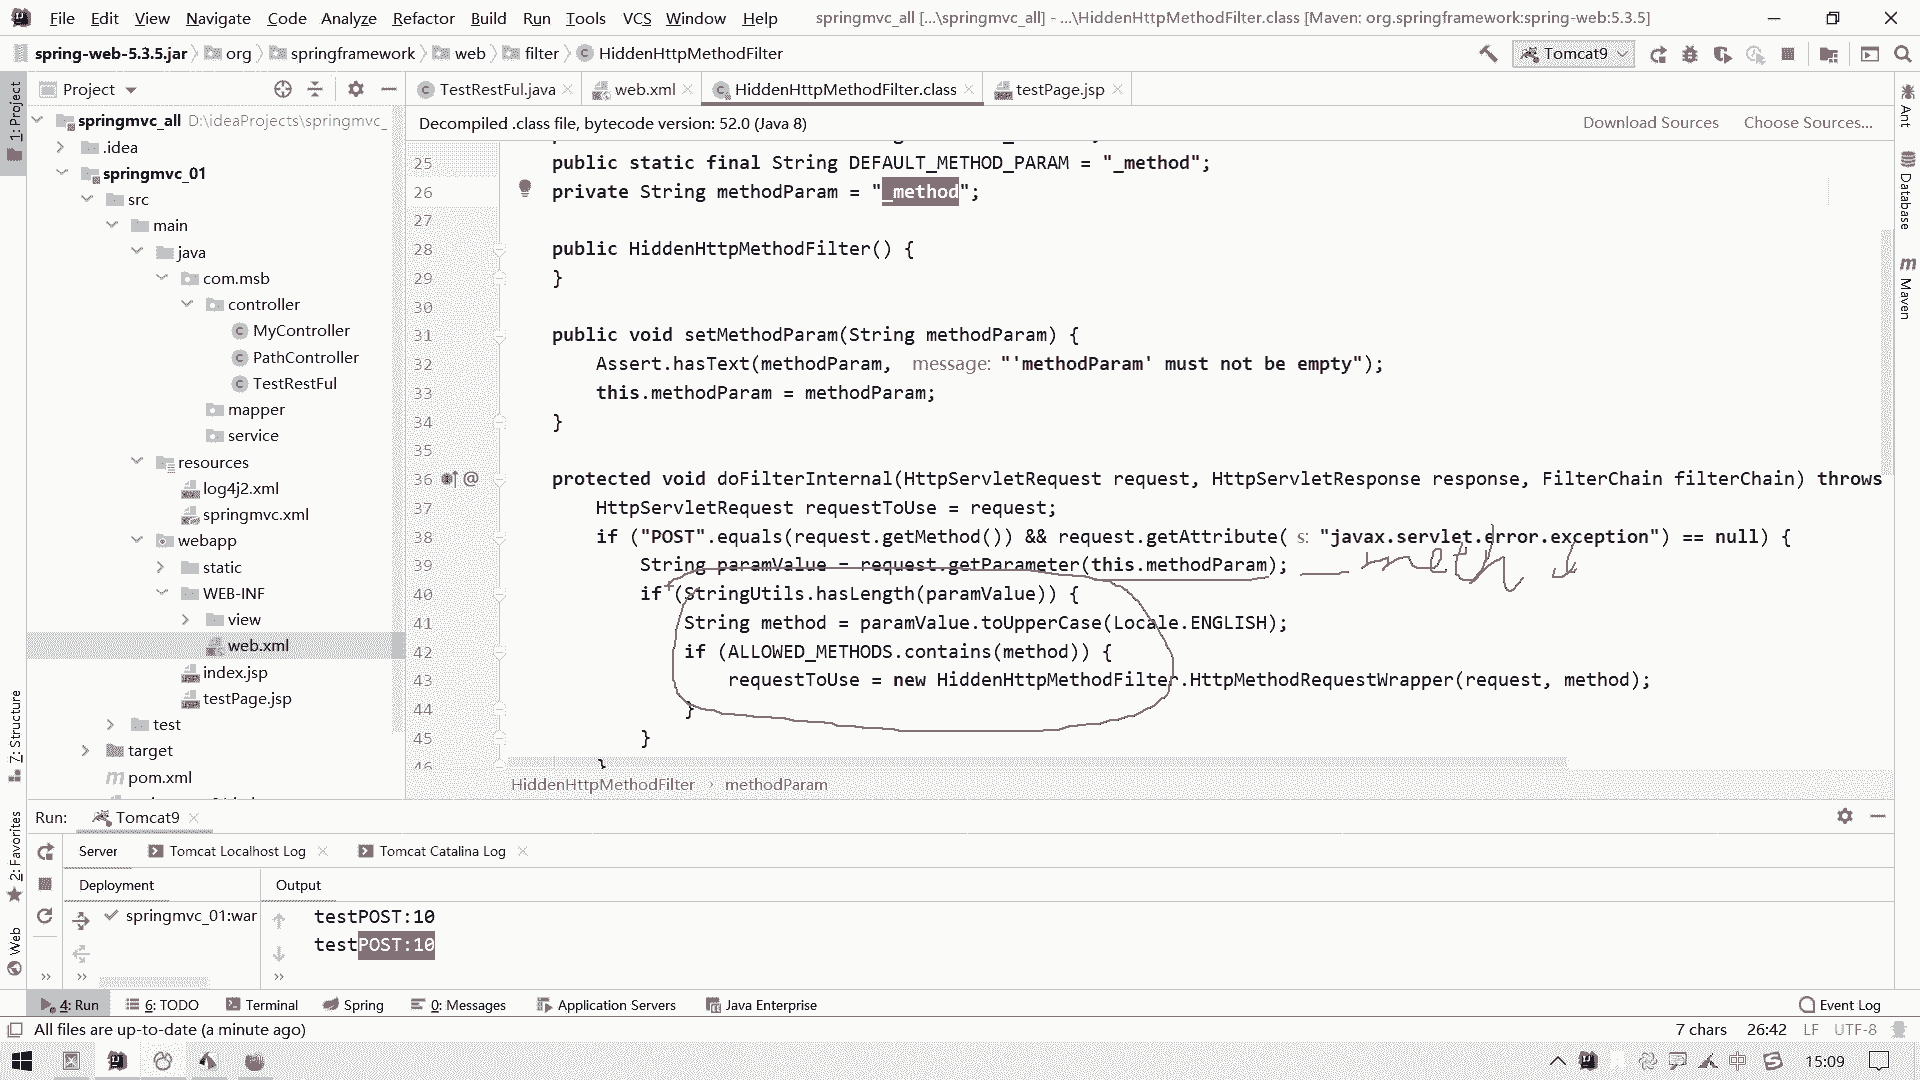 File Edit View Navigate Code Analyze Refactor Build Run Tools VCS Window Help springmvc_all [...\springmvc_all] - ...\HiddenHttpMethodFilter.class [Maven: org.springframework:spring-web:5.3.5]
spring-web-5.3.5.jar org springframework web filter HiddenHttpMethodFilter Tomcat9
1: Project
7: Structure
2: Favorites
Web
Project
springmvc_all D:\ideaProjects\springmvc_
.idea
springmvc_01
src
main
java
com.msb
controller
MyController
PathController
TestRestFul
mapper
service
resources
log4j2.xml
springmvc.xml
webapp
static
WEB-INF
view
web.xml
index.jsp
testPage.jsp
test
target
pom.xml
TestRestFul.java web.xml HiddenHttpMethodFilter.class testPage.jsp
Decompiled .class file, bytecode version: 52.0 (Java 8) Download Sources Choose Sources...
25 public static final String DEFAULT_METHOD_PARAM = "_method";
26 private String methodParam = "_method";
27
28 public HiddenHttpMethodFilter() {
29 }
30
31 public void setMethodParam(String methodParam) {
32 Assert.hasText(methodParam, message: "'methodParam' must not be empty");
33 this.methodParam = methodParam;
34 }
35
36 protected void doFilterInternal(HttpServletRequest request, HttpServletResponse response, FilterChain filterChain) throws
37 HttpServletRequest requestToUse = request;
38 if ("POST".equals(request.getMethod()) && request.getAttribute( s: "javax.servlet.error.exception") == null) {
39 String paramValue = request.getParameter(this.methodParam);
40 if (StringUtils.hasLength(paramValue)) {
41 String method = paramValue.toUpperCase(Locale.ENGLISH);
42 if (ALLOWED_METHODS.contains(method)) {
43 requestToUse = new HiddenHttpMethodFilter.HttpMethodRequestWrapper(request, method);
44 }
45 }
46 }
HiddenHttpMethodFilter methodParam
Ant
Database
Maven
Run: Tomcat9
Server Tomcat Localhost Log Tomcat Catalina Log
Deployment Output
springmvc_01:war
testPOST:10
testPOST:10
4: Run 6: TODO Terminal Spring 0: Messages Application Servers Java Enterprise Event Log
All files are up-to-date (a minute ago) 7 chars 26:42 LF UTF-8
中 15:09